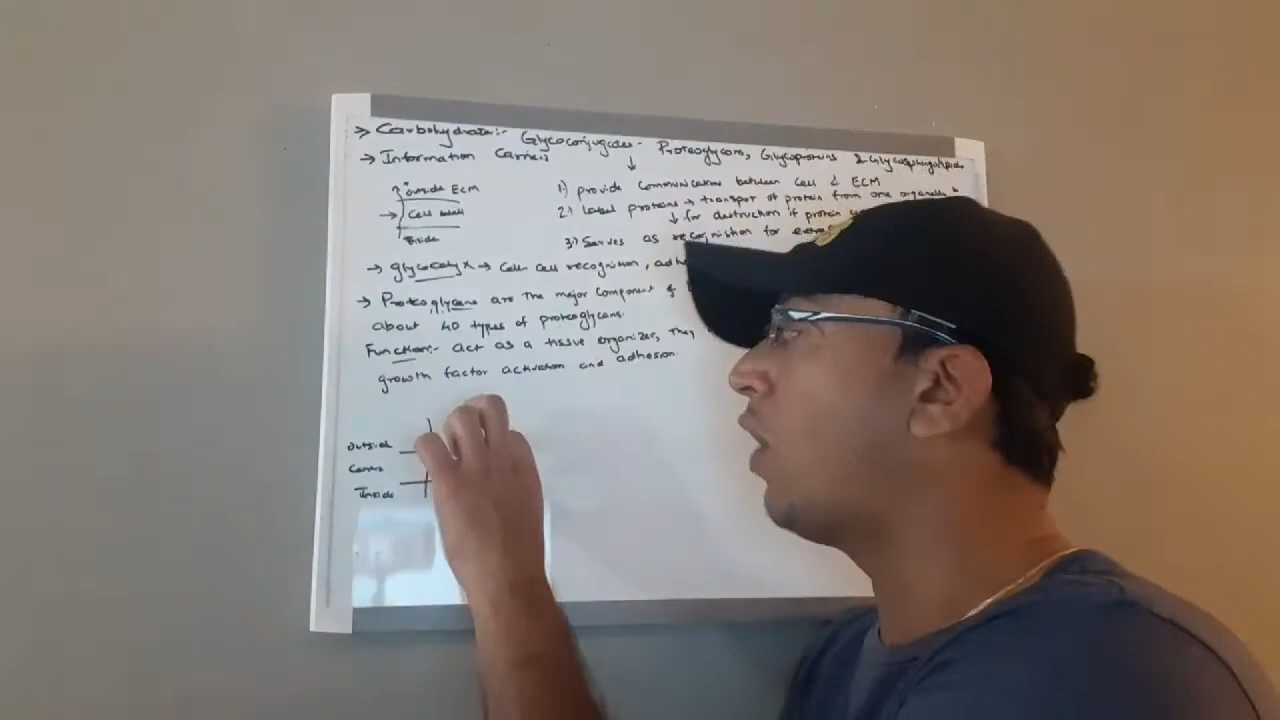 → Carbohydrate:- Glycoconjugates- Proteoglycans, Glycoproteins & Glycosphingolipids
→ Information Carriers
outside ECM
→ Cell wall
Inside
1) provide communication between cell & ECM
2) Label proteins → transport of protein from one organelle
↓ for destruction if protein
3) Serves as recognition for
→ glycocalyx → Cell-cell recognition,
→ Proteoglycans are the major component of
about 40 types of proteoglycans.
Function:- act as a tissue organizer, They
growth factor activation and adhesion.
outside
Centre
Inside